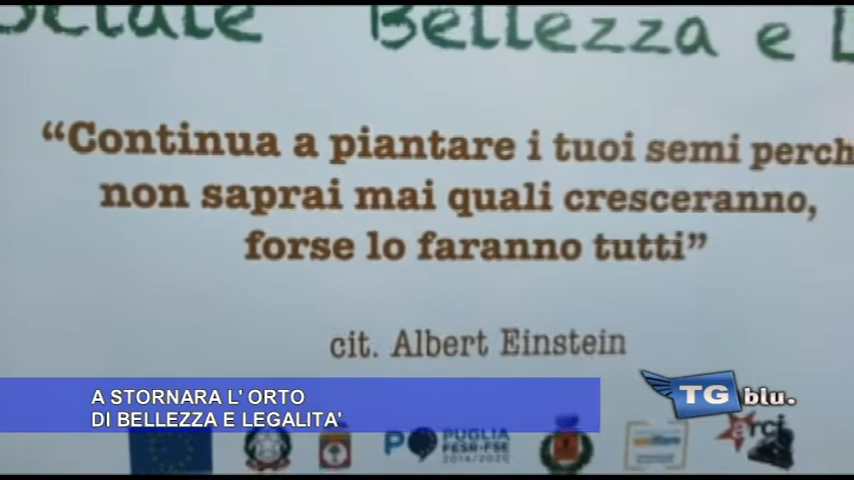 Bellezza e L
“Continua a piantare i tuoi semi perch
non saprai mai quali cresceranno,
forse lo faranno tutti”
cit. Albert Einstein
A STORNARA L' ORTO
DI BELLEZZA E LEGALITA'
TG blu.
PO PUGLIA
FESR-FSE
2014/2020
arci